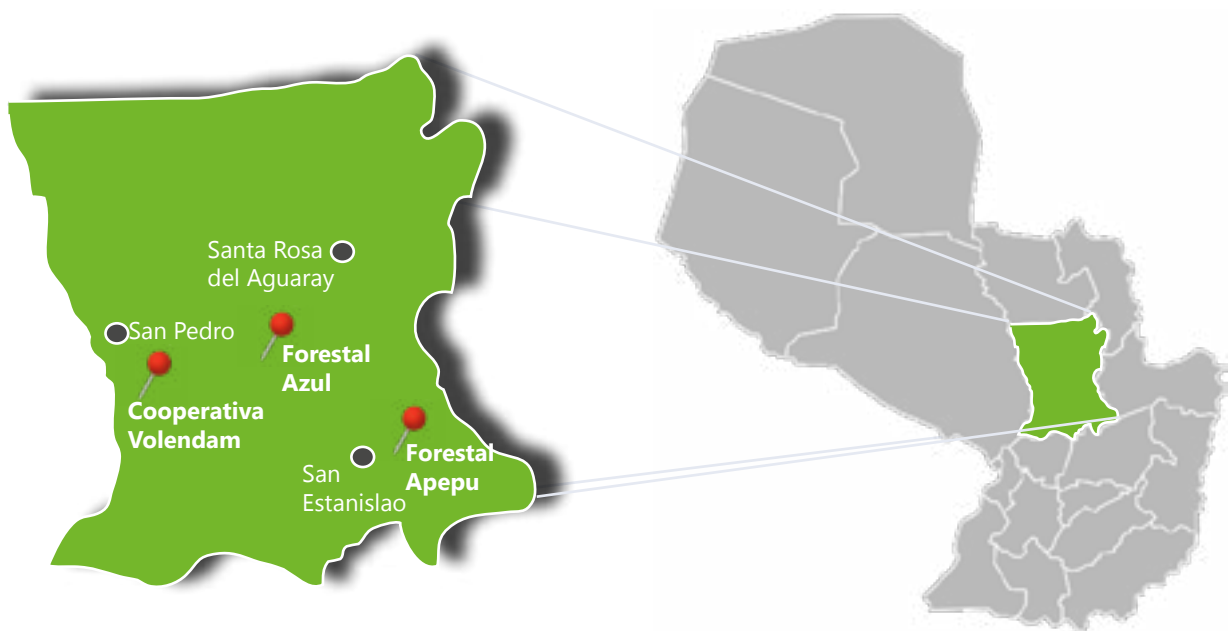 Santa Rosa
del Aguaray
San Pedro
Forestal
Azul
Cooperativa
Volendam
Forestal
Apepu
San
Estanislao